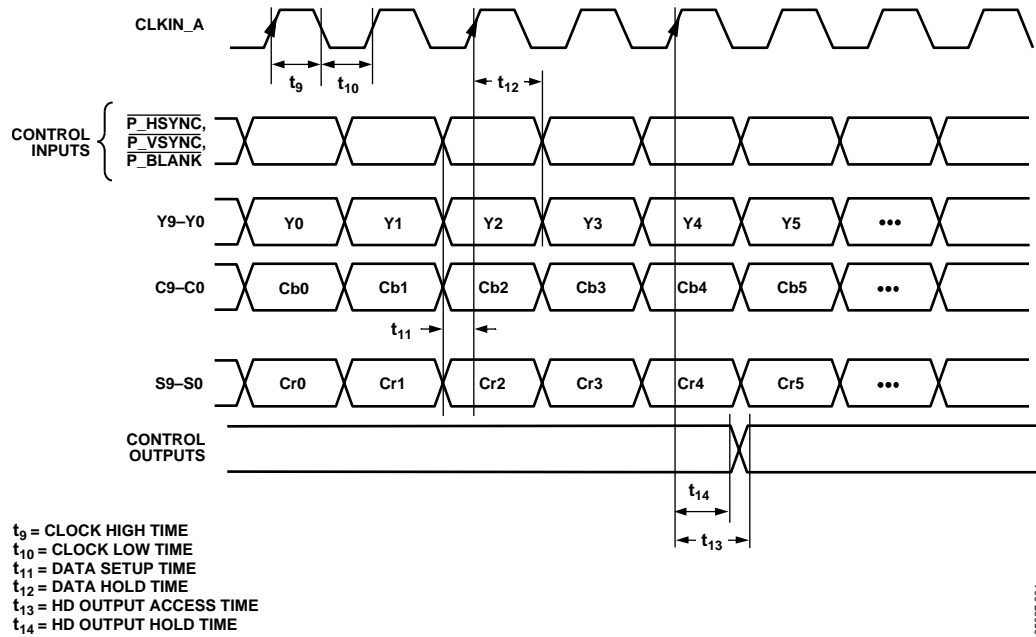 CLKIN_A
t9
t10
t12
CONTROL
INPUTS
P_HSYNC,
P_VSYNC,
P_BLANK
Y9–Y0
Y0
Y1
Y2
Y3
Y4
Y5
•••
C9–C0
Cb0
Cb1
Cb2
Cb3
Cb4
Cb5
•••
t11
S9–S0
Cr0
Cr1
Cr2
Cr3
Cr4
Cr5
•••
CONTROL
OUTPUTS
t14
t13
t9 = CLOCK HIGH TIME
t10 = CLOCK LOW TIME
t11 = DATA SETUP TIME
t12 = DATA HOLD TIME
t13 = HD OUTPUT ACCESS TIME
t14 = HD OUTPUT HOLD TIME